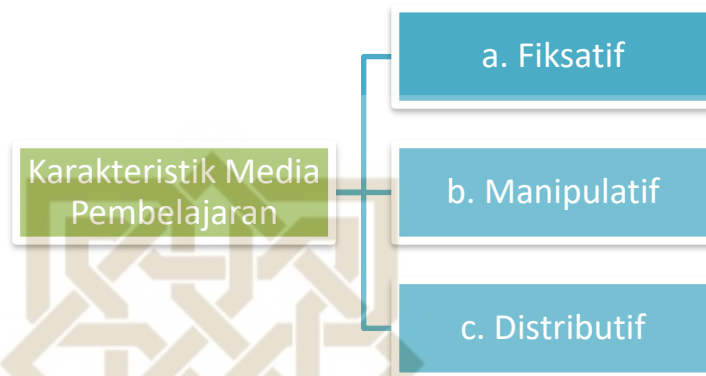 Karakteristik Media
Pembelajaran
a. Fiksatif
b. Manipulatif
c. Distributif